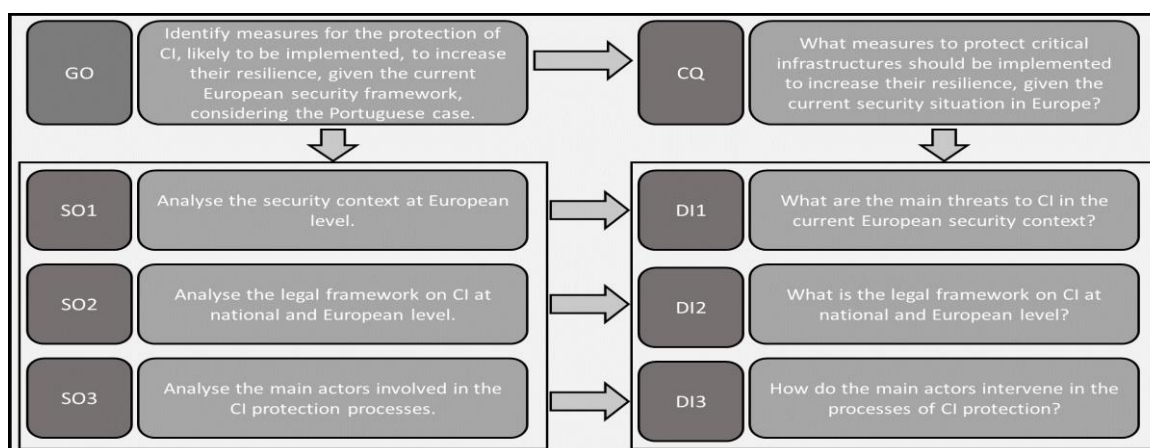 GO
Identify measures for the protection of
CI, likely to be implemented, to increase
their resilience, given the current
European security framework,
considering the Portuguese case.
CQ
What measures to protect critical
infrastructures should be implemented
to increase their resilience, given the
current security situation in Europe?
SO1
Analyse the security context at European
level.
DI1
What are the main threats to CI in the
current European security context?
SO2
Analyse the legal framework on CI at
national and European level.
DI2
What is the legal framework on CI at
national and European level?
SO3
Analyse the main actors involved in the
CI protection processes.
DI3
How do the main actors intervene in the
processes of CI protection?